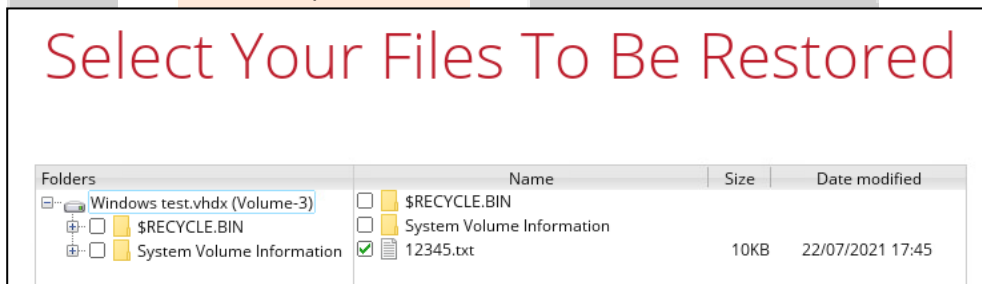 Select Your Files To Be Restored
Folders Name Size Date modified
Windows test.vhdx (Volume-3) $RECYCLE.BIN
$RECYCLE.BIN System Volume Information
System Volume Information 12345.txt 10KB 22/07/2021 17:45